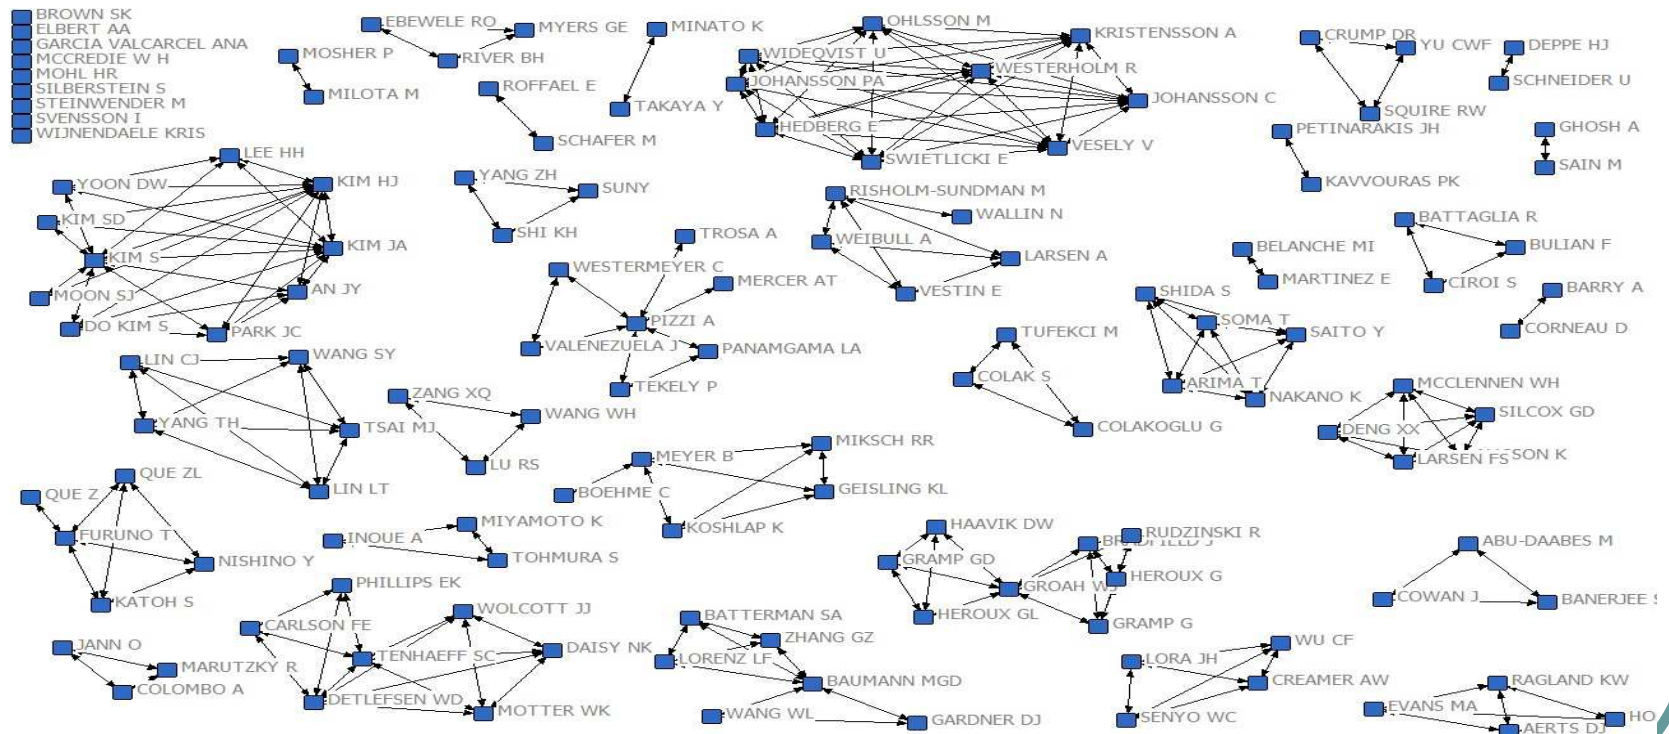 BROWN SK
ELBERT AA
GARCIA VALCARCEL ANA
MCCREDIE W H
MOHL HR
SILBERSTEIN S
STEINWENDER M
SVENSSON I
WIJNENDAELE KRIS
MOSHER P
MILOTA M
EBEWELE RO
MYERS GE
RIVER BH
ROFFAEL E
SCHAFER M
MINATO K
TAKAYA Y
OHLSSON M
KRISTENSSON A
WIDEQVIST U
WESTERHOLM R
JOHANSSON PA
JOHANSSON C
HEDBERG E
VESELY V
SWIETLICKI E
CRUMP DR
YU CWF
SQUIRE RW
DEPPE HJ
SCHNEIDER U
PETINARAKIS JH
KAVVOURAS PK
GHOSH A
SAIN M
LEE HH
YOON DW
KIM HJ
KIM SD
KIM JA
KIM S
MOON SJ
AN JY
DO KIM S
PARK JC
YANG ZH
SUNY
SHI KH
TROSA A
WESTERMEYER C
MERCER AT
PIZZI A
VALENEZUELA J
PANAMGAMA LA
TEKELY P
RISHOLM-SUNDMAN M
WALLIN N
WEIBULL A
LARSEN A
VESTIN E
BATTAGLIA R
BULIAN F
CIROI S
BELANCHE MI
MARTINEZ E
BARRY A
CORNEAU D
SHIDA S
SOMA T
SAITO Y
ARIMA T
NAKANO K
TUFEKCI M
COLAK S
COLAKOGLU G
MCCLENNEN WH
SILCOX GD
DENG XX
LARSEN FS
SON K
LIN CJ
WANG SY
YANG TH
TSAI MJ
LIN LT
ZANG XQ
WANG WH
LU RS
MEYER B
MIKSCH RR
BOEHME C
GEISLING KL
KOSHLAP K
QUE ZL
QUE Z
FURUNO T
NISHINO Y
KATOH S
MIYAMOTO K
INOUE A
TOHMURA S
HAAVIK DW
RUDZINSKI R
BRADFIELD J
GRAMP GD
HEROUX G
GROAH WJ
HEROUX GL
GRAMP G
ABU-DAABES M
COWAN J
BANERJEE S
JANN O
MARUTZKY R
COLOMBO A
PHILLIPS EK
WOLCOTT JJ
CARLSON FE
TENHAEFF SC
DAISY NK
DETLEFSEN WD
MOTTER WK
BATTERMAN SA
ZHANG GZ
LORENZ LF
BAUMANN MGD
WANG WL
GARDNER DJ
WU CF
LORA JH
CREAMER AW
SENYO WC
RAGLAND KW
EVANS MA
HO
AERTS DJ